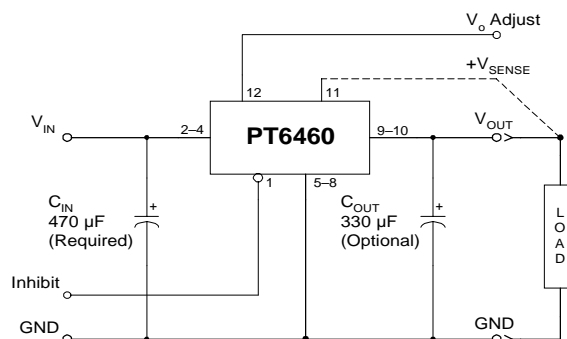 Vo Adjust
+VSENSE
12
11
VIN
2–4
PT6460
9–10
VOUT
1
5–8
CIN
470 µF
(Required)
+
COUT
330 µF
(Optional)
+
LOAD
Inhibit
GND
GND